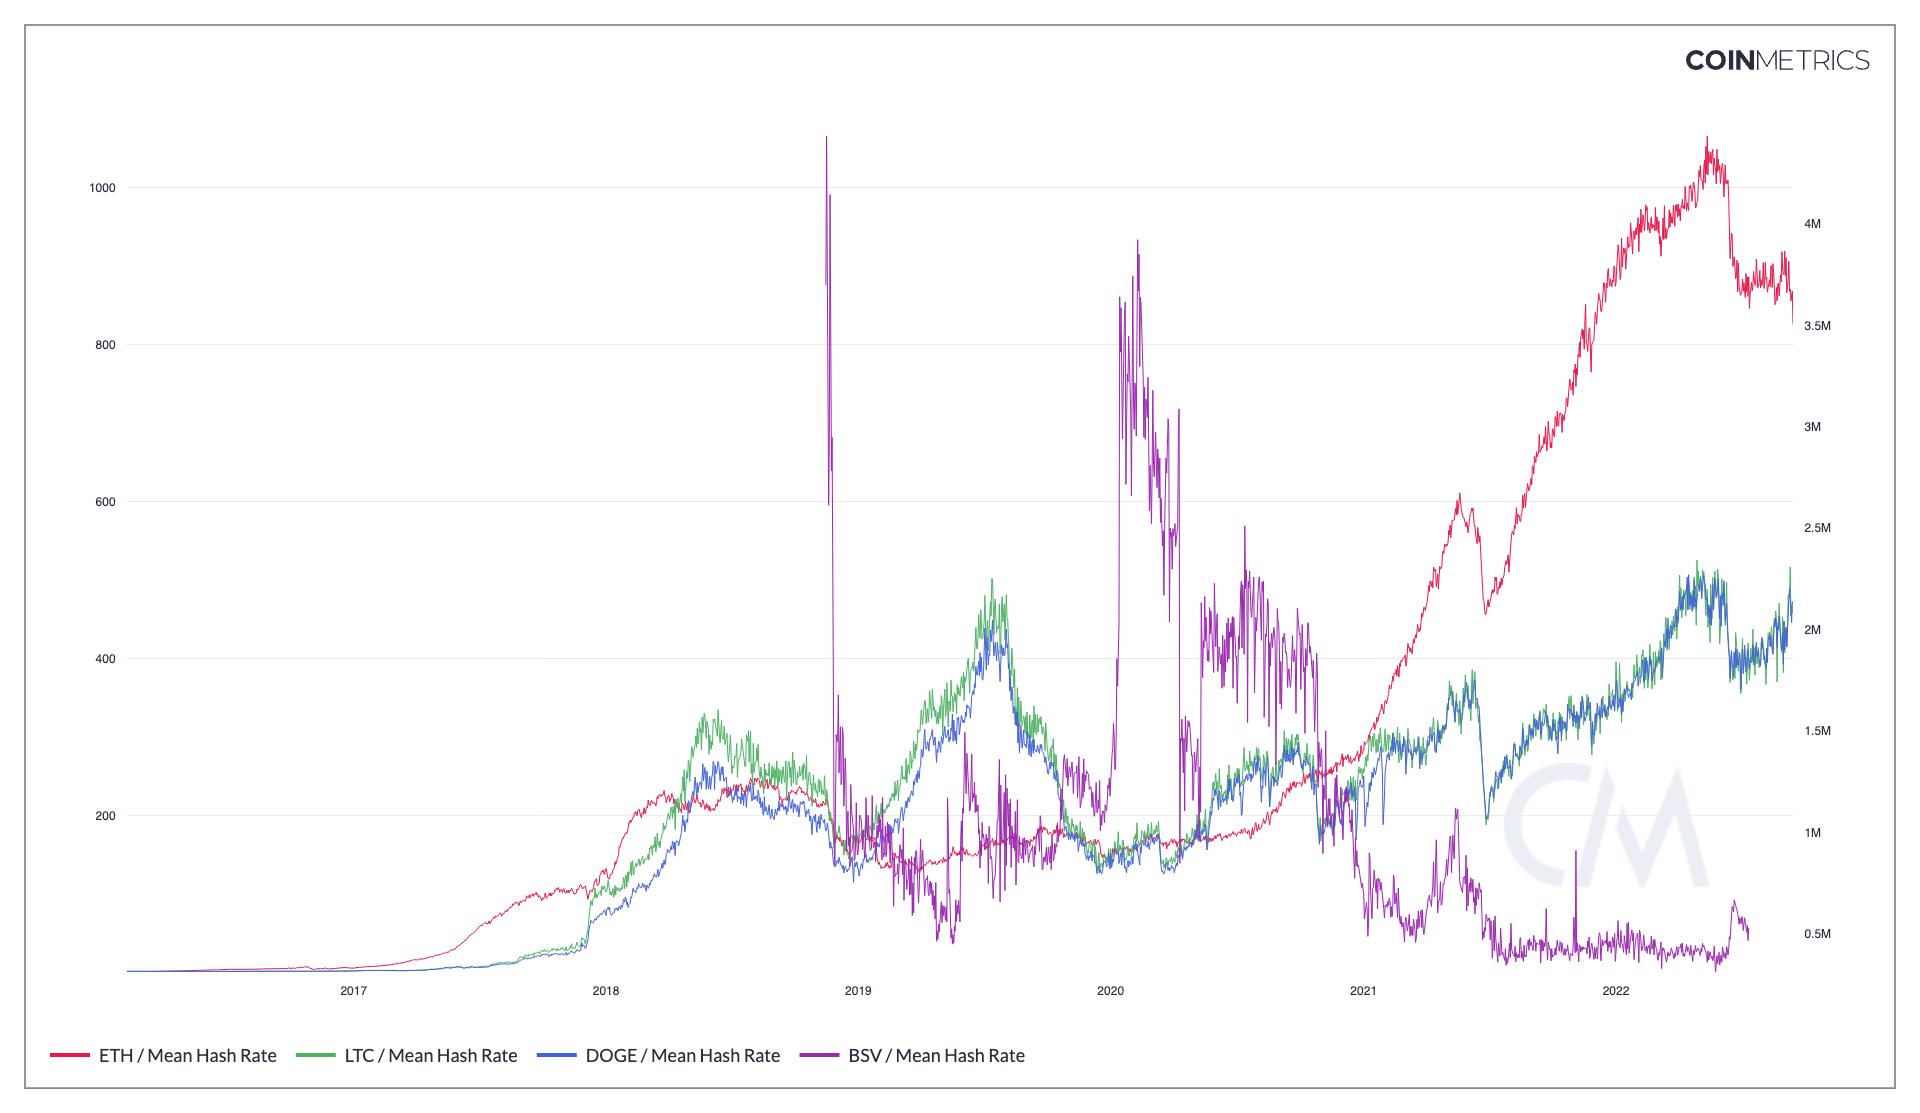 COINMETRICS
1000
800
600
400
200
4M
3.5M
3M
2.5M
2M
1.5M
1M
0.5M
2017 2018 2019 2020 2021 2022
CM
ETH / Mean Hash Rate LTC / Mean Hash Rate DOGE / Mean Hash Rate BSV / Mean Hash Rate